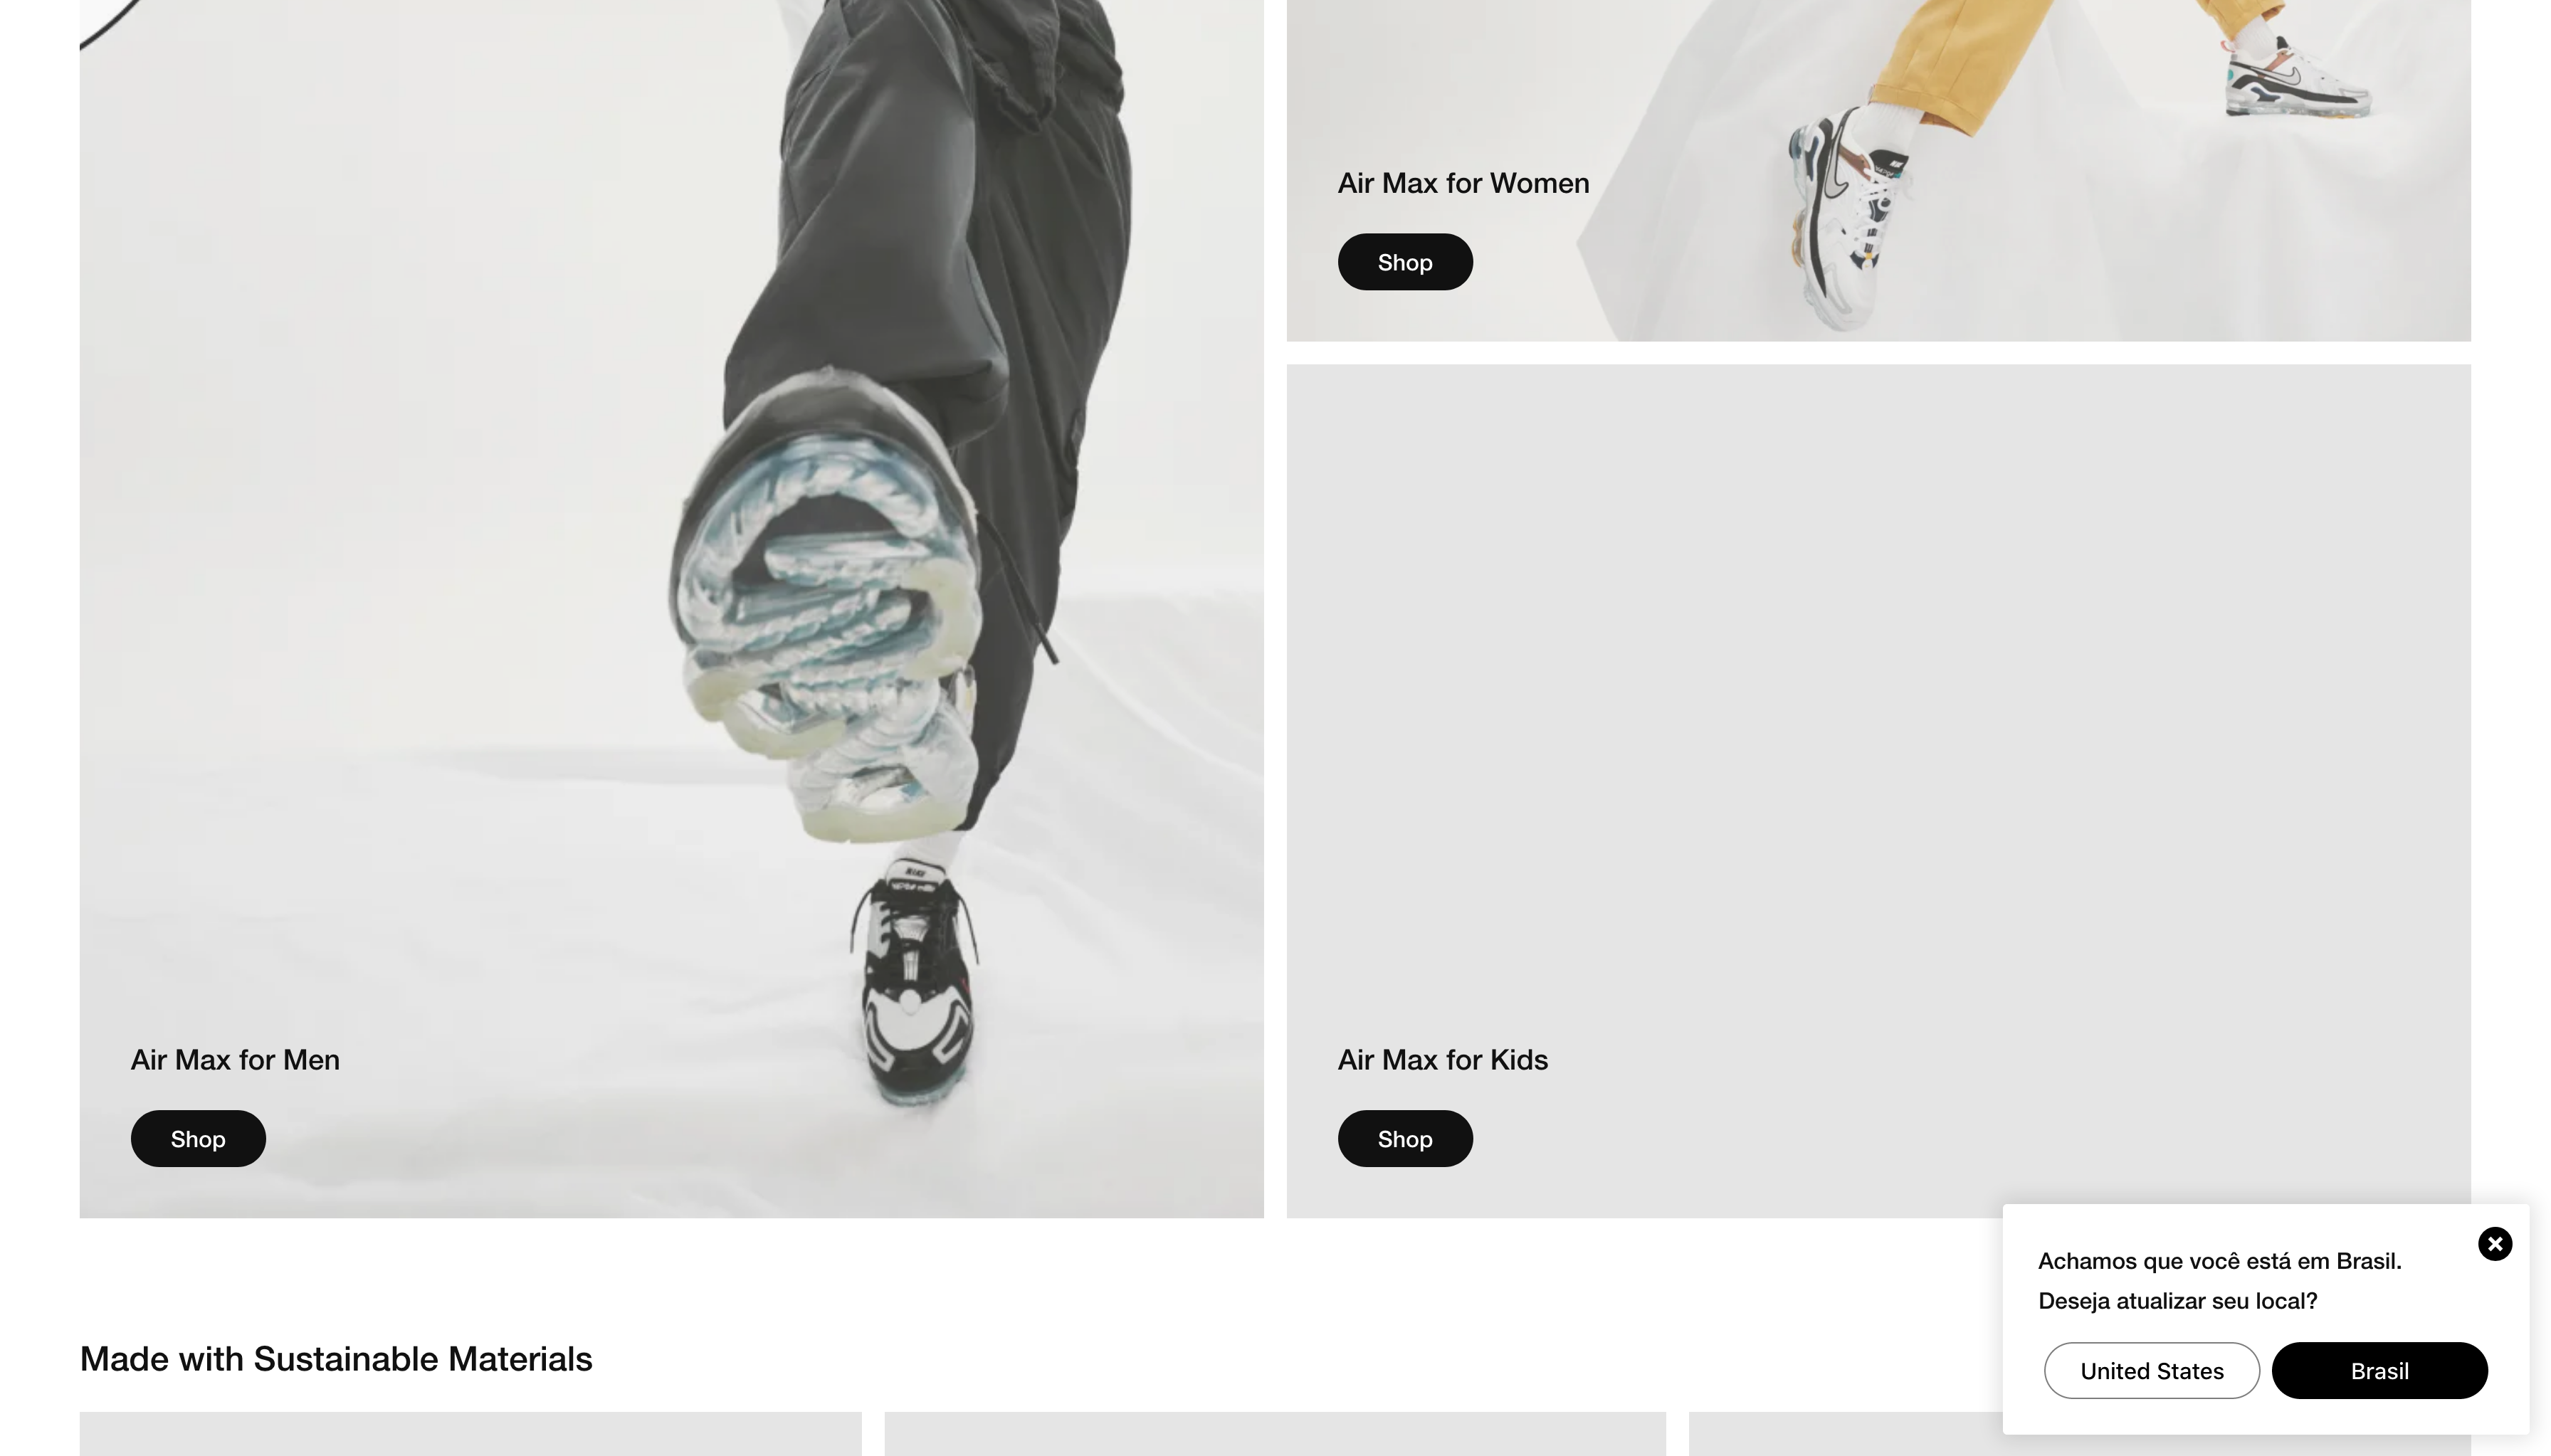 Air Max for Women
Shop
Air Max for Men
Shop
Air Max for Kids
Shop
Achamos que você está em Brasil.
Deseja atualizar seu local?
United States
Brasil
Made with Sustainable Materials